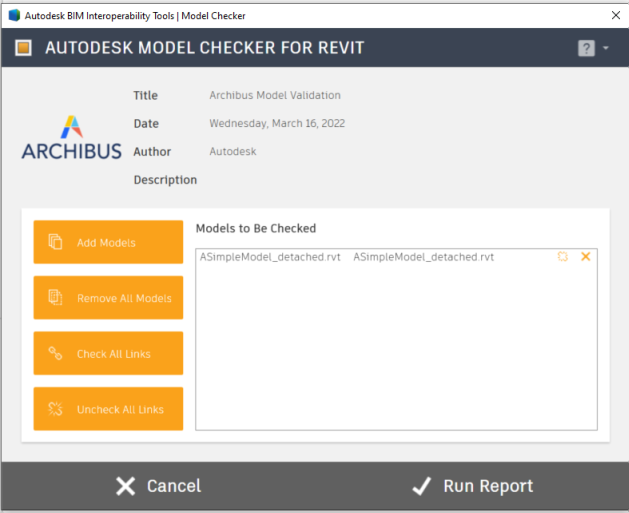 Autodesk BIM Interoperability Tools | Model Checker
AUTODESK MODEL CHECKER FOR REVIT
?
Title Archibus Model Validation
Date Wednesday, March 16, 2022
ARCHIBUS
Author Autodesk
Description
Add Models
Remove All Models
Check All Links
Uncheck All Links
Models to Be Checked
ASimpleModel_detached.rvt ASimpleModel_detached.rvt
Cancel
Run Report